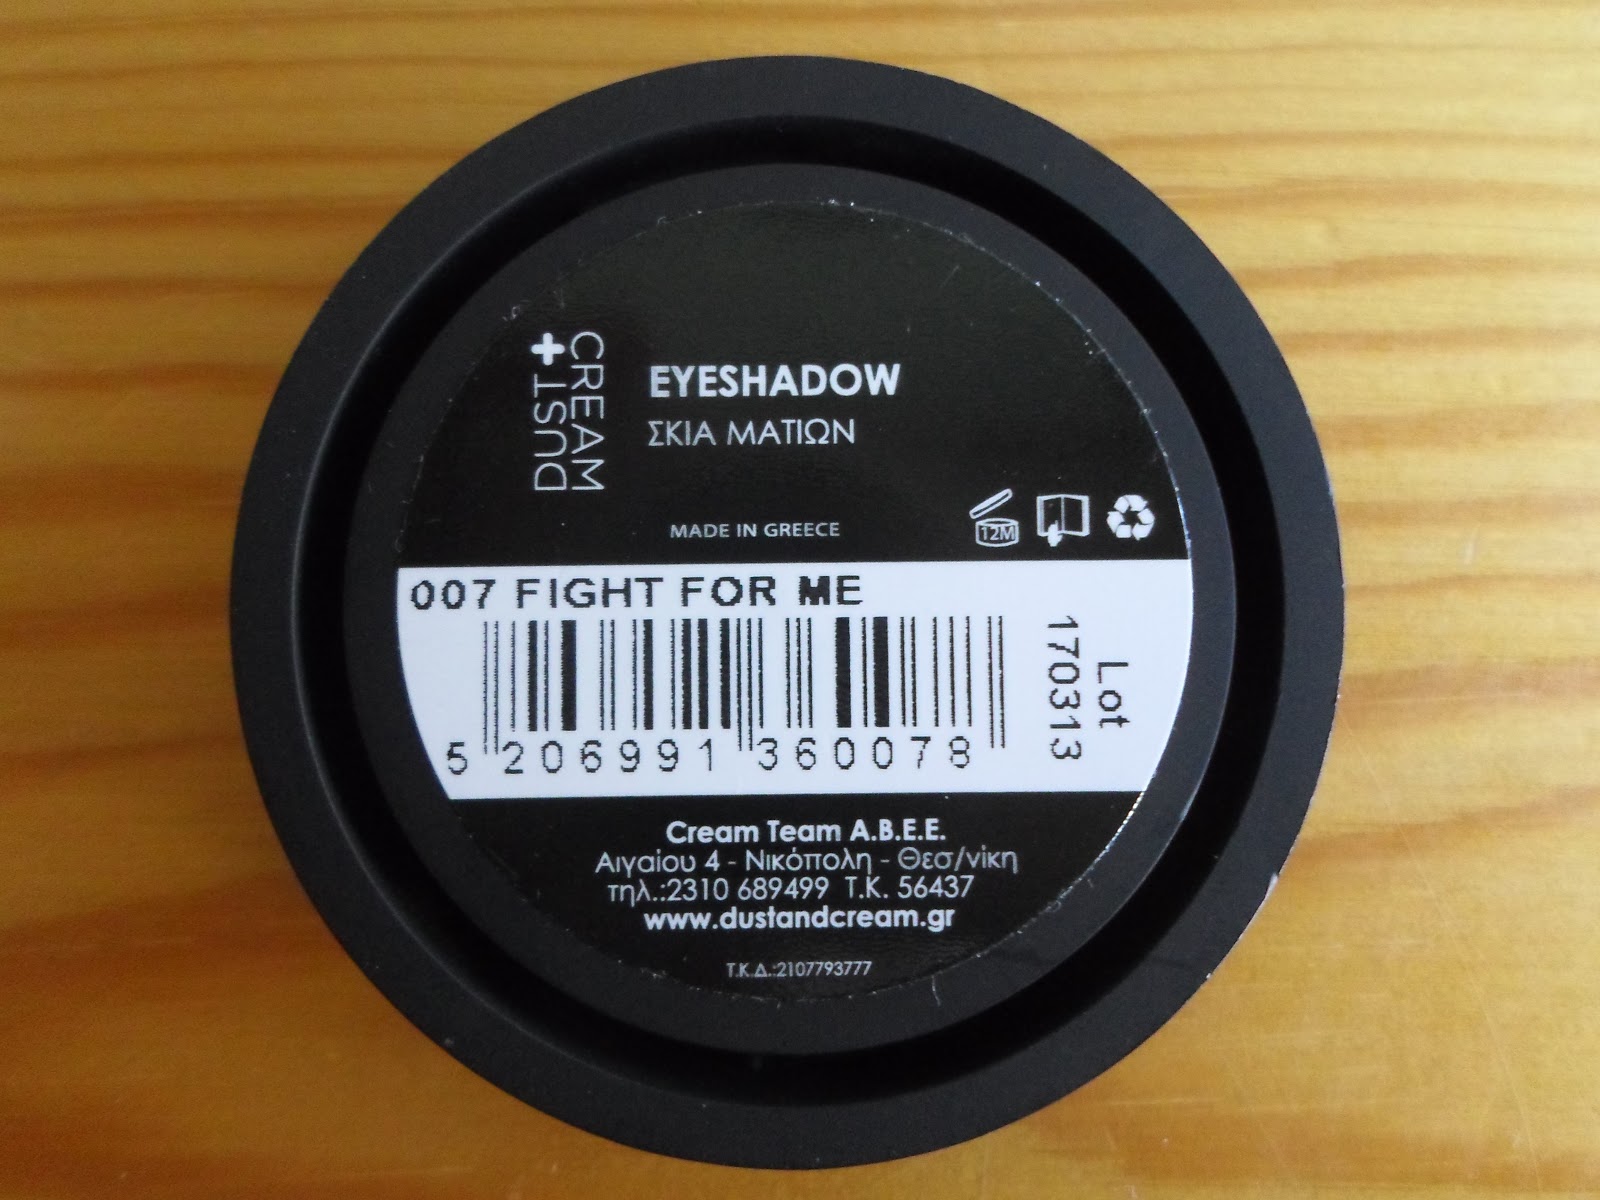 DUST+
CREAM
EYESHADOW
ΣΚΙΑ ΜΑΤΙΩΝ
MADE IN GREECE
12M
007 FIGHT FOR ME
5 206991 360078
Lot
170313
Cream Team A.B.E.E.
Αιγαίου 4 - Νικόπολη - Θεσ/νίκη
τηλ.:2310 689499 Τ.Κ. 56437
www.dustandcream.gr
Τ.Κ.Δ.:2107793777